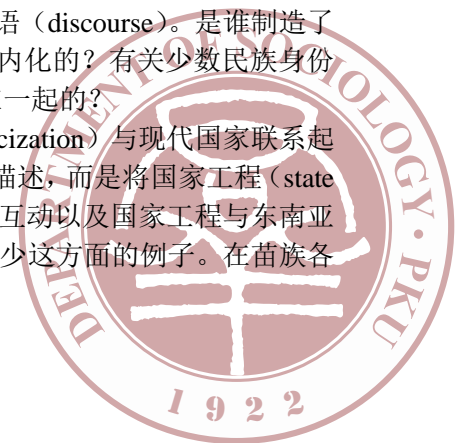 语（discourse）。是谁制造了
内化的？有关少数民族身份
一起的？
cization）与现代国家联系起
描述，而是将国家工程（state
互动以及国家工程与东南亚
少这方面的例子。在苗族各
DEPARTMENT OF SOCIOLOGY · PKU
1922